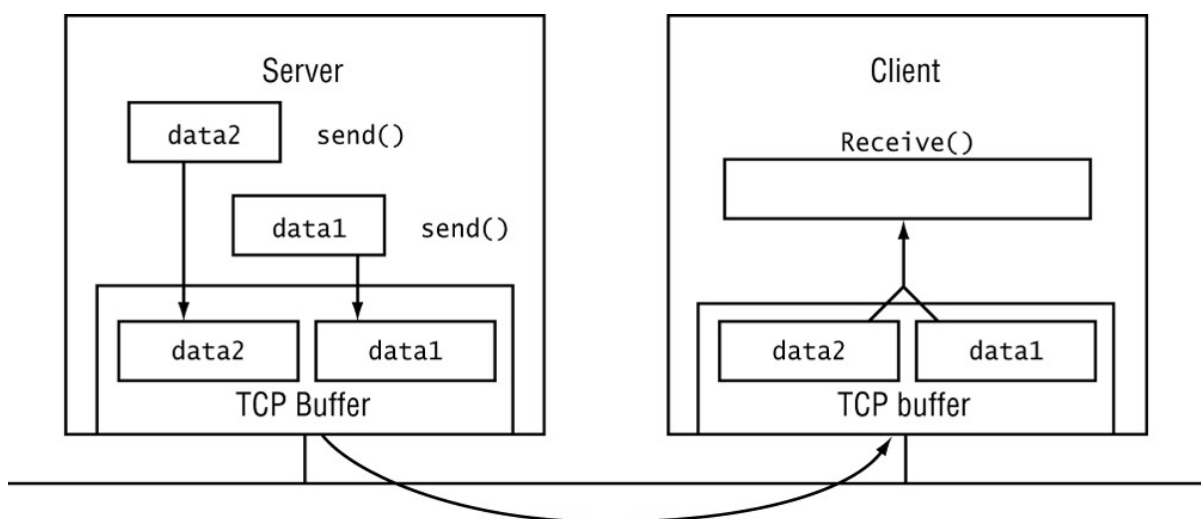 Server
data2
send()
data1
send()
data2
data1
TCP Buffer
Client
Receive()
data2
data1
TCP buffer